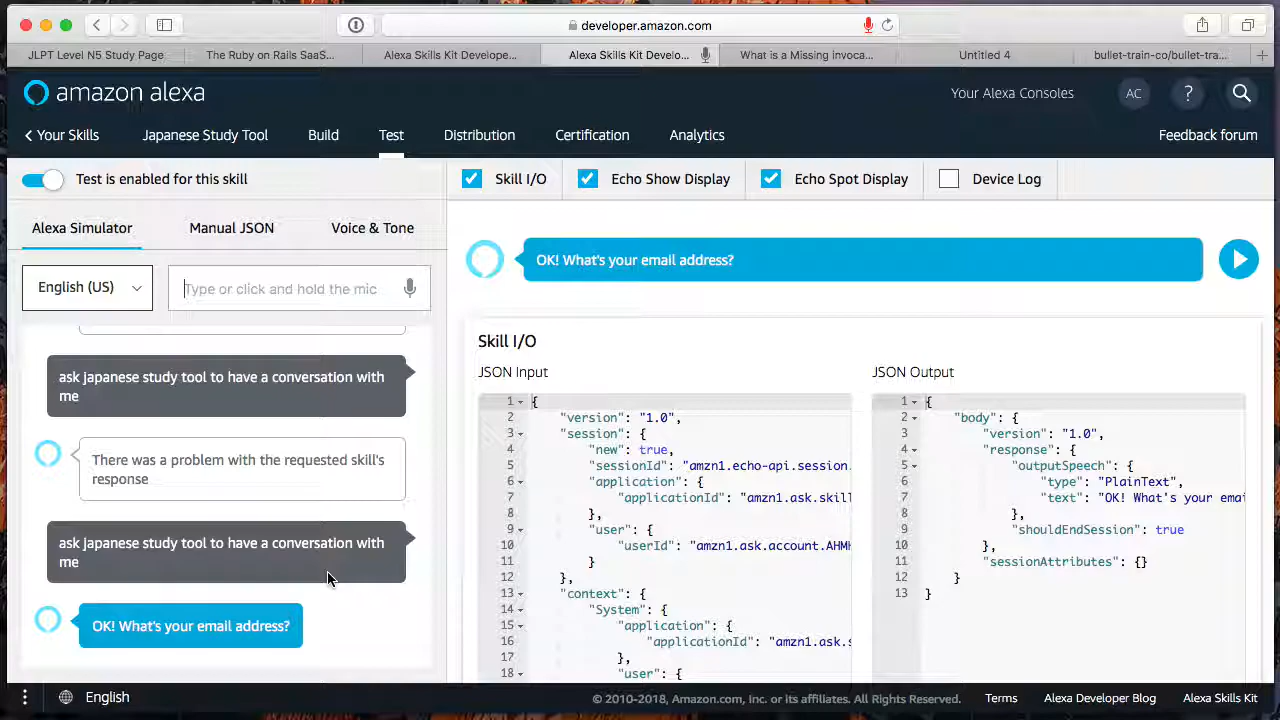 developer.amazon.com
JLPT Level N5 Study Page
The Ruby on Rails SaaS...
Alexa Skills Kit Develope...
Alexa Skills Kit Develo...
What is a Missing invoca...
Untitled 4
bullet-train-co/bullet-tra...
amazon alexa
Your Alexa Consoles
AC
?
Your Skills
Japanese Study Tool
Build
Test
Distribution
Certification
Analytics
Feedback forum
Test is enabled for this skill
Skill I/O
Echo Show Display
Echo Spot Display
Device Log
Alexa Simulator
Manual JSON
Voice & Tone
English (US)
Type or click and hold the mic
ask japanese study tool to have a conversation with
me
There was a problem with the requested skill's
response
ask japanese study tool to have a conversation with
me
OK! What's your email address?
OK! What's your email address?
Skill I/O
JSON Input
1 {
2 "version": "1.0",
3 "session": {
4 "new": true,
5 "sessionId": "amzn1.echo-api.session.
6 "application": {
7 "applicationId": "amzn1.ask.skill
8 },
9 "user": {
10 "userId": "amzn1.ask.account.AHMH
11 }
12 },
13 "context": {
14 "System": {
15 "application": {
16 "applicationId": "amzn1.ask.s
17 },
18 "user": {
JSON Output
1 {
2 "body": {
3 "version": "1.0",
4 "response": {
5 "outputSpeech": {
6 "type": "PlainText",
7 "text": "OK! What's your emai
8 },
9 "shouldEndSession": true
10 },
11 "sessionAttributes": {}
12 }
13 }
English
© 2010-2018, Amazon.com, Inc. or its affiliates. All Rights Reserved.
Terms
Alexa Developer Blog
Alexa Skills Kit